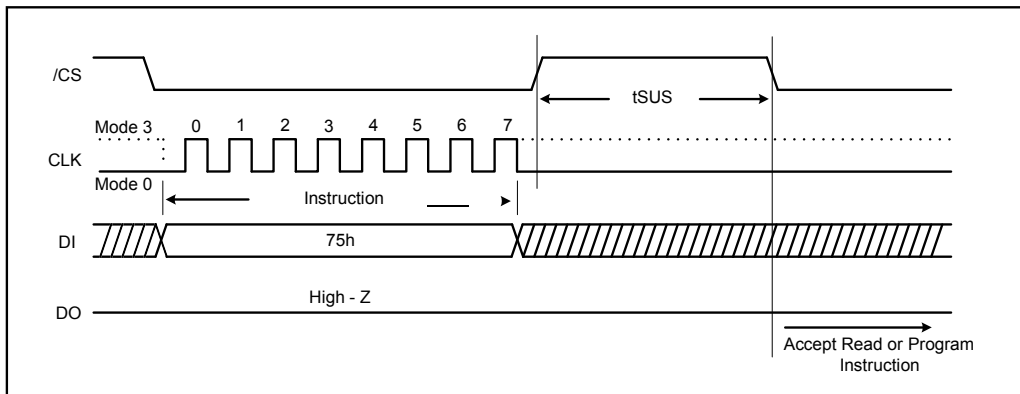 /CS
tSUS
Mode 3
0 1 2 3 4 5 6 7
CLK
Mode 0
Instruction
DI
75h
High - Z
DO
Accept Read or Program
Instruction